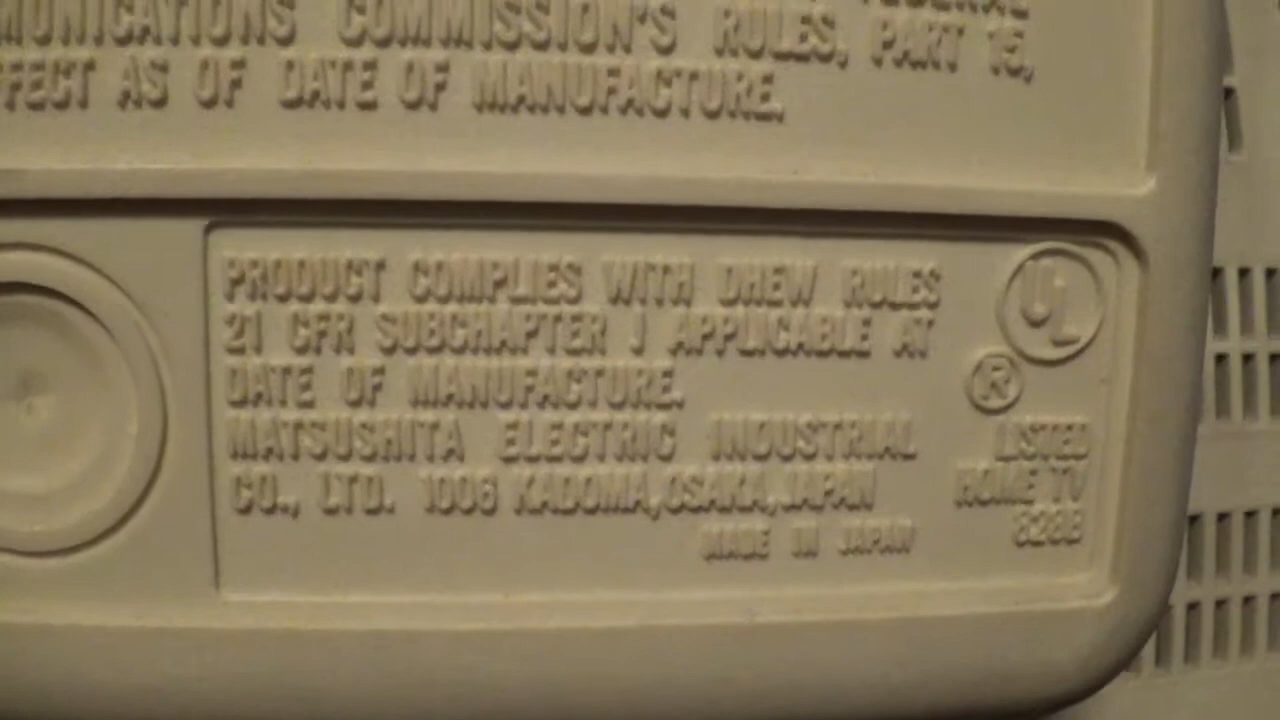 FEDERAL
MUNICATIONS COMMISSION'S RULES, PART 15,
FFECT AS OF DATE OF MANUFACTURE.
PRODUCT COMPLIES WITH DHEW RULES
21 CFR SUBCHAPTER J APPLICABLE AT
DATE OF MANUFACTURE.
MATSUSHITA ELECTRIC INDUSTRIAL
CO., LTD. 1006 KADOMA,OSAKA,JAPAN
MADE IN JAPAN
UL
®
LISTED
HOME TV
828B